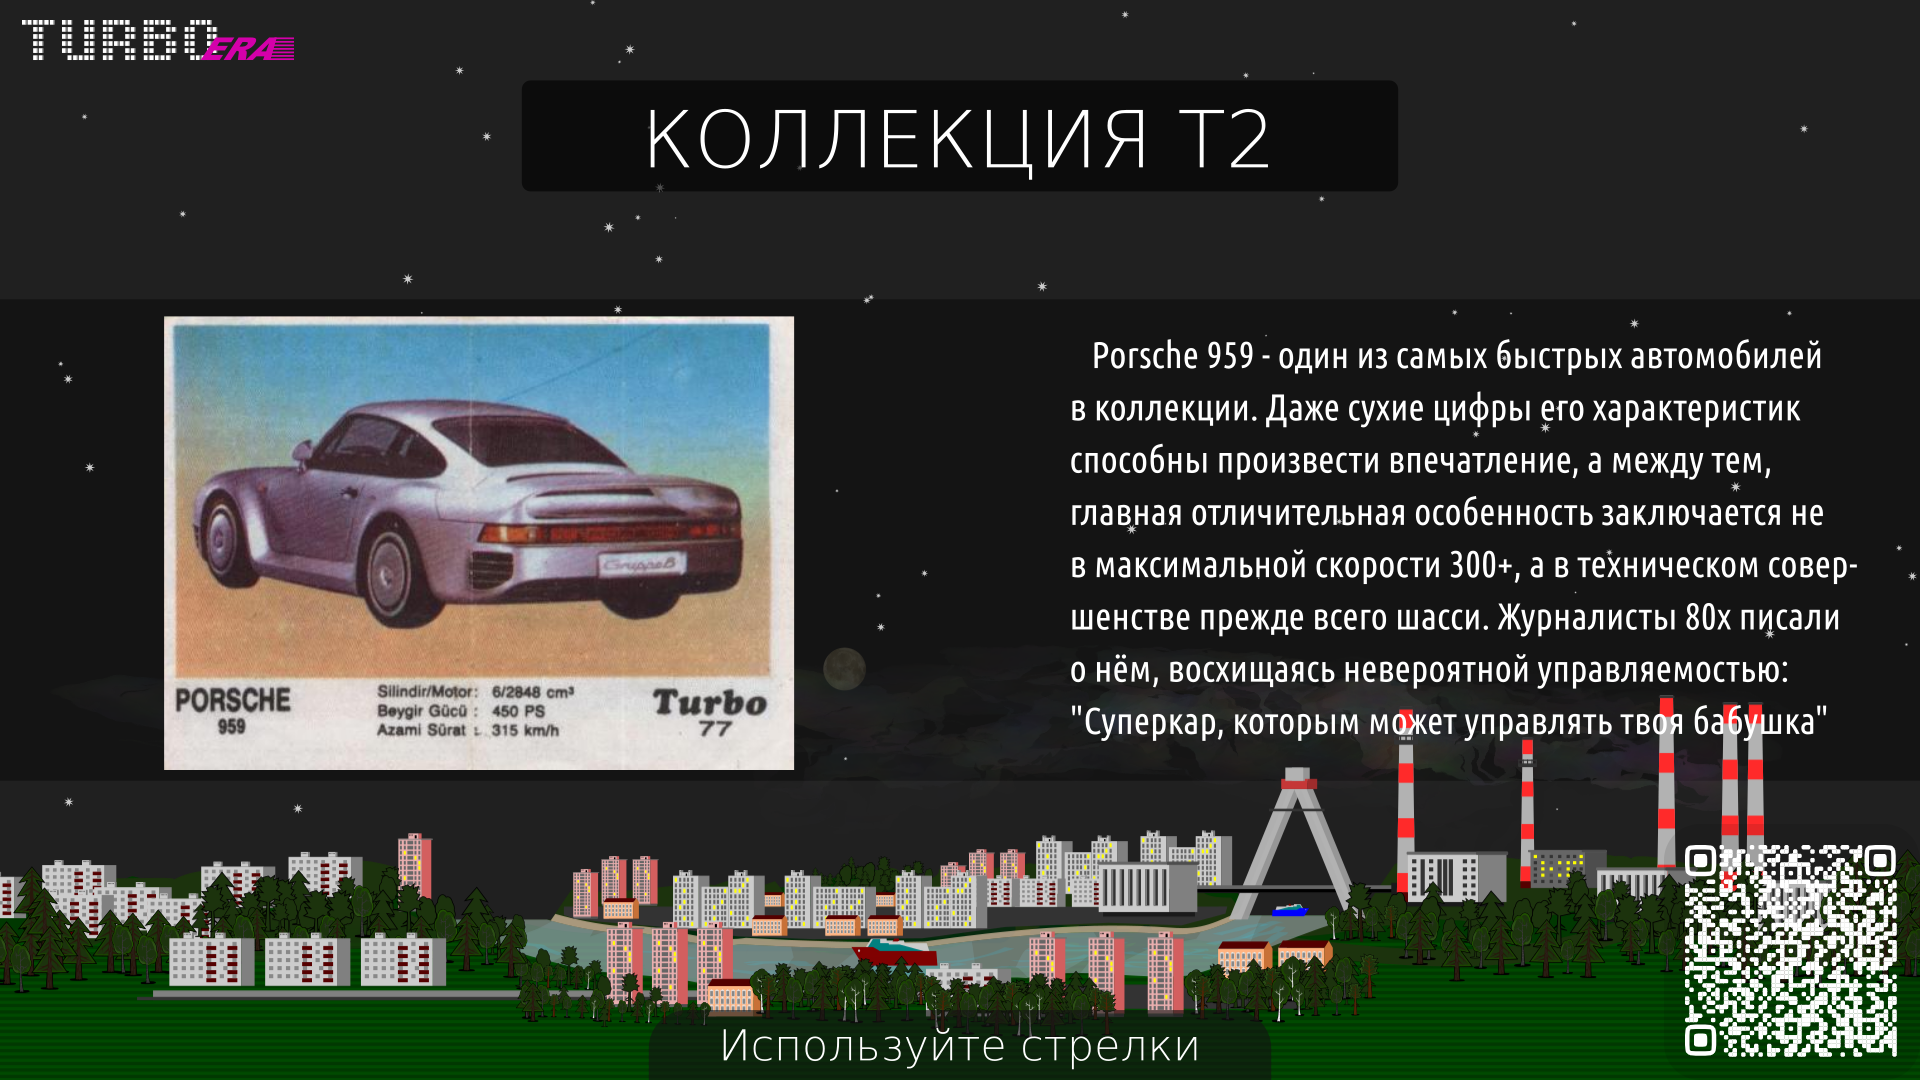 TURBO ERA
КОЛЛЕКЦИЯ Т2
Porsche 959 - один из самых быстрых автомобилей
в коллекции. Даже сухие цифры его характеристик
способны произвести впечатление, а между тем,
главная отличительная особенность заключается не
в максимальной скорости 300+, а в техническом совер-
шенстве прежде всего шасси. Журналисты 80х писали
о нём, восхищаясь невероятной управляемостью:
"Суперкар, которым может управлять твоя бабушка"
Gruppe B
PORSCHE
959
Silindir/Motor: 6/2848 cm³
Beygir Gücü : 450 PS
Azami Sürat : 315 km/h
Turbo
77
Используйте стрелки